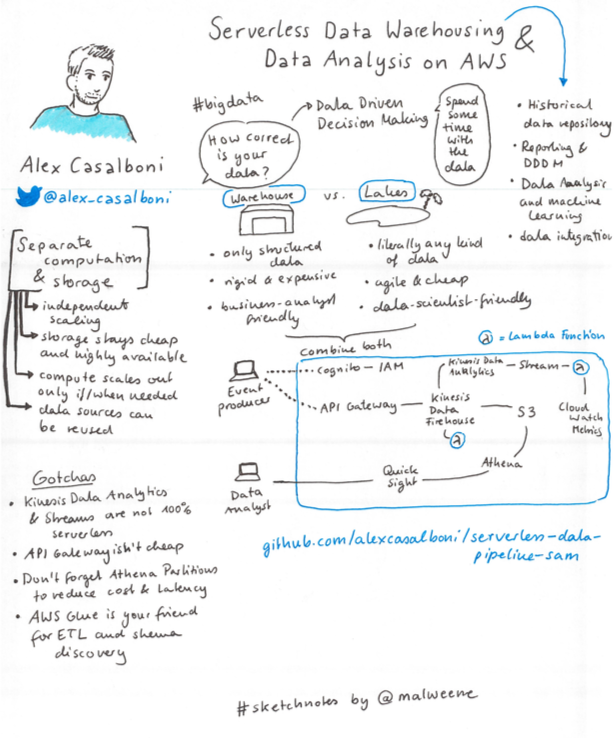 Serverless Data Warehousing &
Data Analysis on AWS
Alex Casalboni
@alex_casalboni
#bigdata
How correct
is your
data?
Data Driven
Decision Making
Spend
some
time
with
the
data
• Historical
data repository
• Reporting &
DDDM
• Data Analysis
and machine
Learning
• data integration
Warehouse
vs.
Lakes
• only structured
data
• rigid & expensive
• business-analyst
friendly
• literally any kind
of data
• agile & cheap
• data-scientist-friendly
combine both
Separate
computation
& storage
independent
scaling
storage stays cheap
and highly available
compute scales out
only if/when needed
data sources can
be reused
λ = Lambda Function
Event
producer
Cognito - IAM
API Gateway
Kinesis Data
Analytics
Stream
λ
Kinesis
Data
Firehouse
λ
S3
Cloud
Watch
Metrics
Data
Analyst
Quick
Sight
Athena
github.com/alexcasalboni/serverless-data-
pipeline-sam
Gotchas
• Kinesis Data Analytics
& Streams are not 100%
serverless
• API Gateway isn't cheap
• Don't forget Athena Partitions
to reduce cost & Latency
• AWS Glue is your friend
for ETL and shema
discovery
#sketchnotes by @malweene